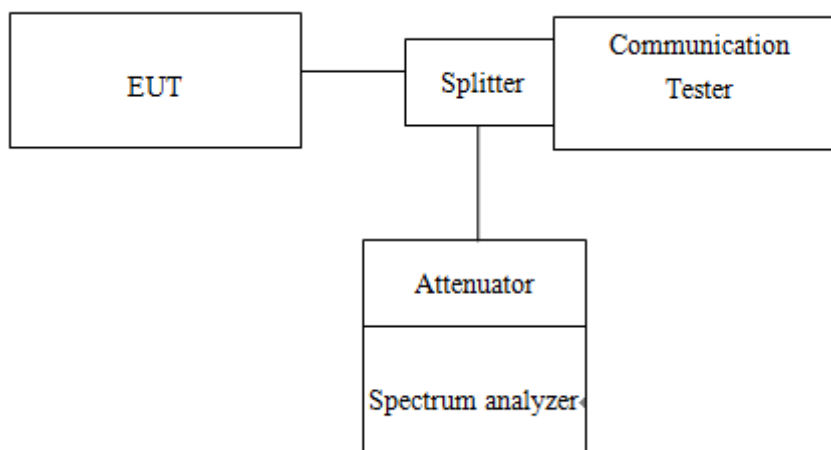 EUT
Splitter
Communication
Tester
Attenuator
Spectrum analyzer